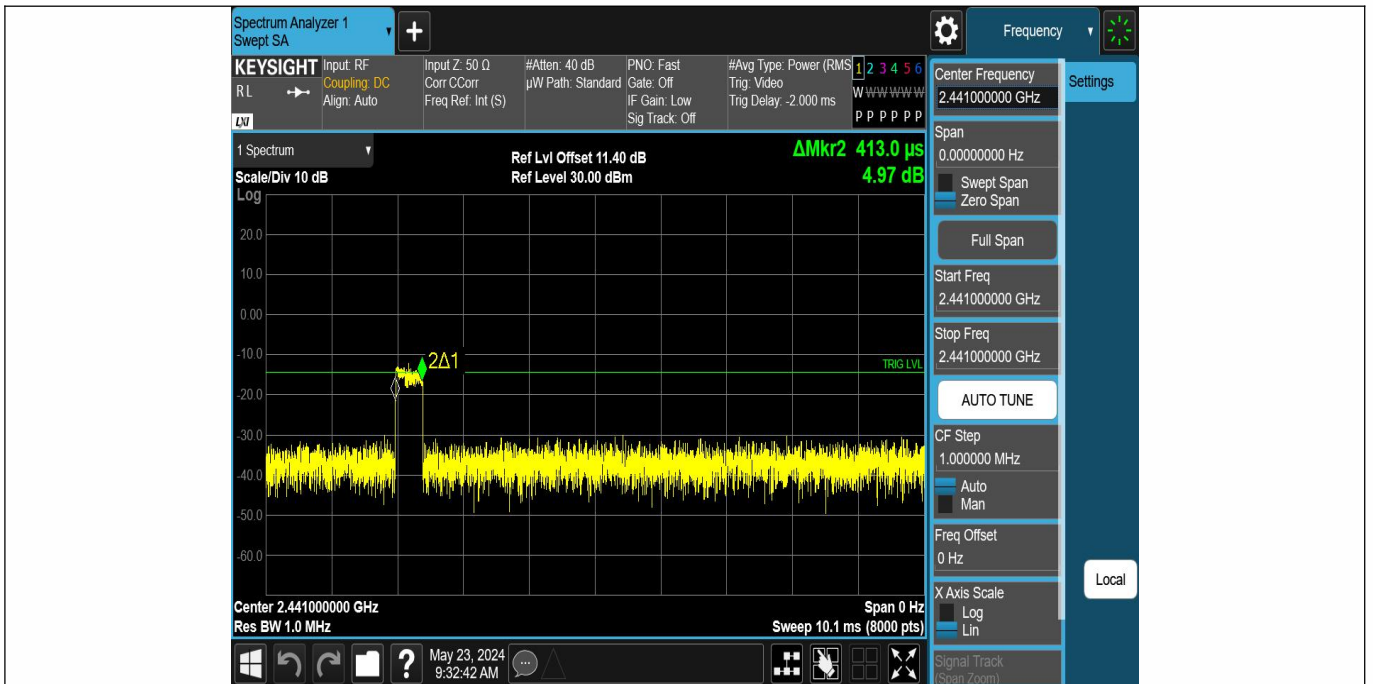 Spectrum Analyzer 1
Swept SA
+
Frequency
KEYSIGHT
RL
LXI
Input: RF
Coupling: DC
Align: Auto
Input Z: 50 Ω
Corr CCorr
Freq Ref: Int (S)
#Atten: 40 dB
µW Path: Standard
PNO: Fast
Gate: Off
IF Gain: Low
Sig Track: Off
#Avg Type: Power (RMS
Trig: Video
Trig Delay: -2.000 ms
1 2 3 4 5 6
W W W W W W
P P P P P P
1 Spectrum
Scale/Div 10 dB
Log
Ref Lvl Offset 11.40 dB
Ref Level 30.00 dBm
ΔMkr2 413.0 µs
4.97 dB
20.0
10.0
0.00
-10.0
-20.0
-30.0
-40.0
-50.0
-60.0
2Δ1
TRIG LVL
Center 2.441000000 GHz
Res BW 1.0 MHz
Span 0 Hz
Sweep 10.1 ms (8000 pts)
Center Frequency
2.441000000 GHz
Span
0.00000000 Hz
Swept Span
Zero Span
Full Span
Start Freq
2.441000000 GHz
Stop Freq
2.441000000 GHz
AUTO TUNE
CF Step
1.000000 MHz
Auto
Man
Freq Offset
0 Hz
X Axis Scale
Log
Lin
Signal Track
(Span Zoom)
Settings
Local
?
May 23, 2024
9:32:42 AM